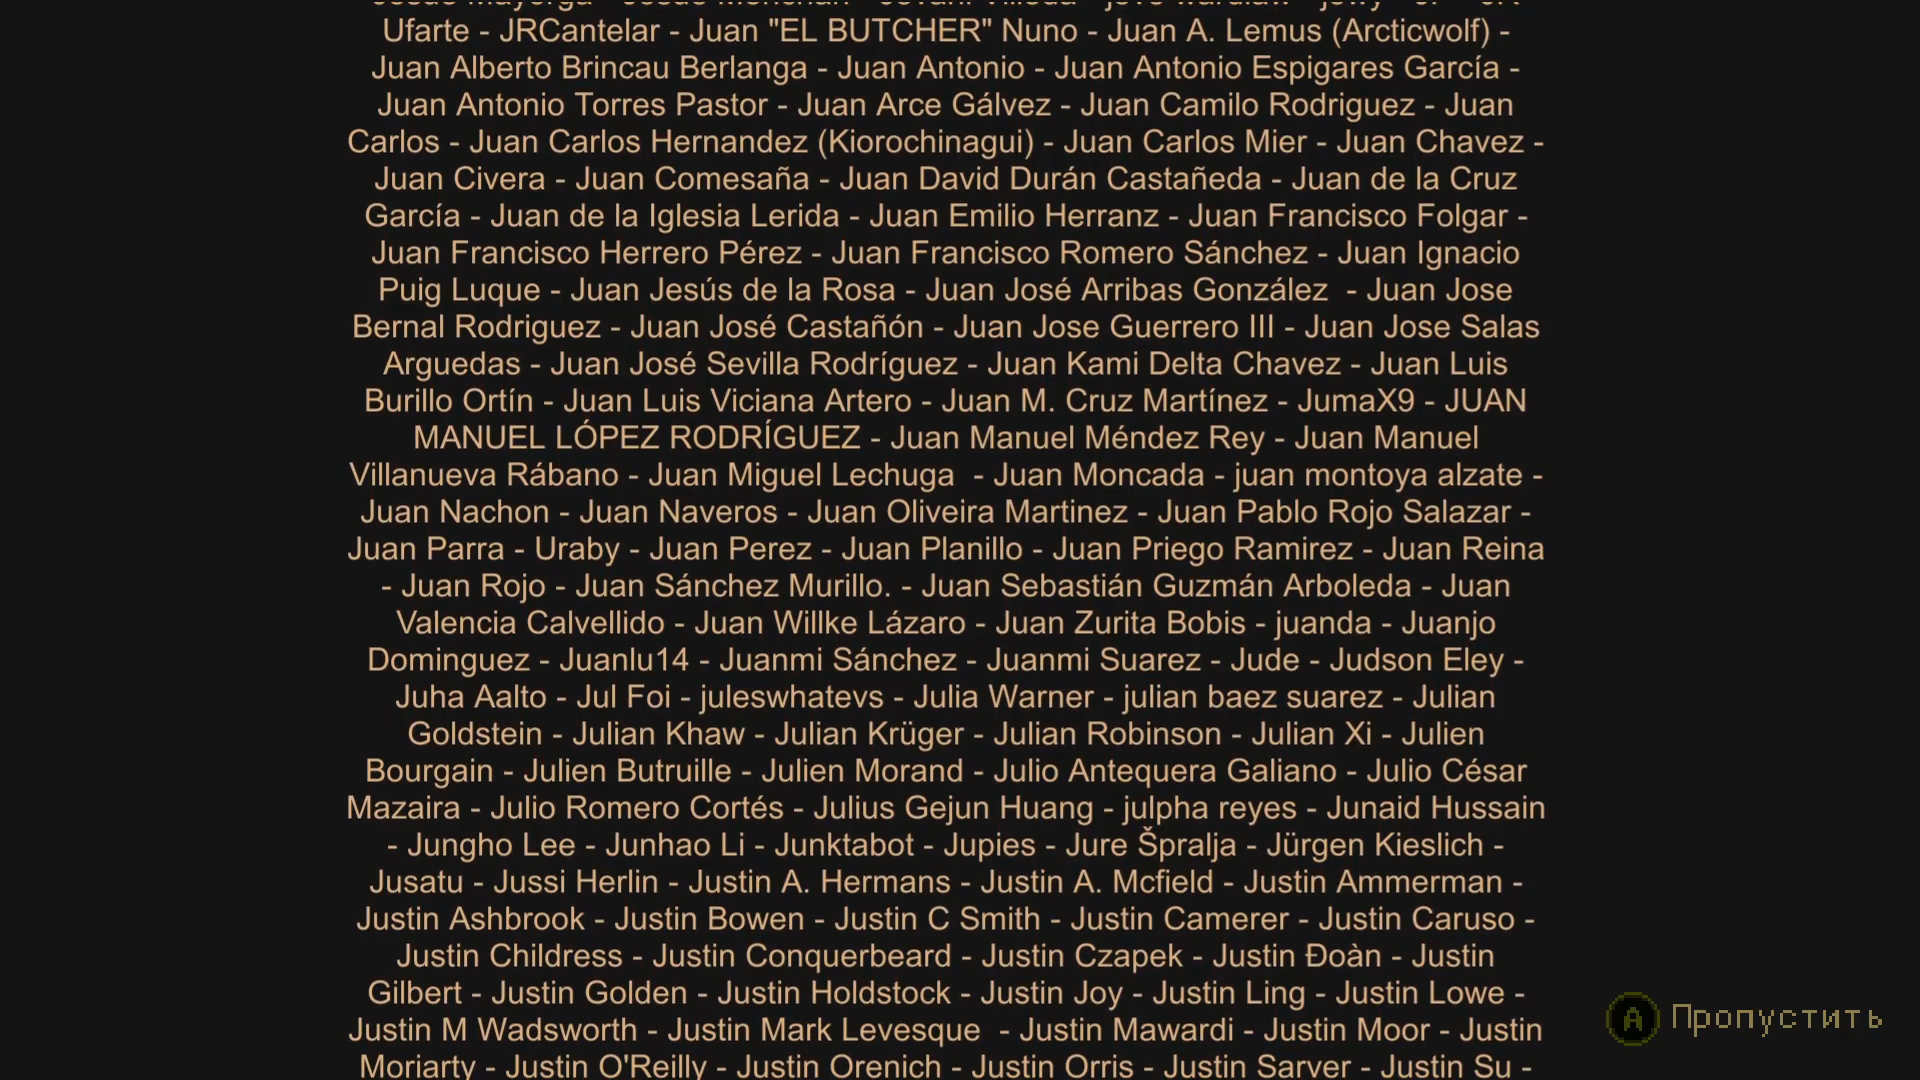 Ufarte - JRCantelar - Juan "EL BUTCHER" Nuno - Juan A. Lemus (Arcticwolf) -
Juan Alberto Brincau Berlanga - Juan Antonio - Juan Antonio Espigares García -
Juan Antonio Torres Pastor - Juan Arce Gálvez - Juan Camilo Rodriguez - Juan
Carlos - Juan Carlos Hernandez (Kiorochinagui) - Juan Carlos Mier - Juan Chavez -
Juan Civera - Juan Comesaña - Juan David Durán Castañeda - Juan de la Cruz
García - Juan de la Iglesia Lerida - Juan Emilio Herranz - Juan Francisco Folgar -
Juan Francisco Herrero Pérez - Juan Francisco Romero Sánchez - Juan Ignacio
Puig Luque - Juan Jesús de la Rosa - Juan José Arribas González  - Juan Jose
Bernal Rodriguez - Juan José Castañón - Juan Jose Guerrero III - Juan Jose Salas
Arguedas - Juan José Sevilla Rodríguez - Juan Kami Delta Chavez - Juan Luis
Burillo Ortín - Juan Luis Viciana Artero - Juan M. Cruz Martínez - JumaX9 - JUAN
MANUEL LÓPEZ RODRÍGUEZ - Juan Manuel Méndez Rey - Juan Manuel
Villanueva Rábano - Juan Miguel Lechuga  - Juan Moncada - juan montoya alzate -
Juan Nachon - Juan Naveros - Juan Oliveira Martinez - Juan Pablo Rojo Salazar -
Juan Parra - Uraby - Juan Perez - Juan Planillo - Juan Priego Ramirez - Juan Reina
- Juan Rojo - Juan Sánchez Murillo. - Juan Sebastián Guzmán Arboleda - Juan
Valencia Calvellido - Juan Willke Lázaro - Juan Zurita Bobis - juanda - Juanjo
Dominguez - Juanlu14 - Juanmi Sánchez - Juanmi Suarez - Jude - Judson Eley -
Juha Aalto - Jul Foi - juleswhatevs - Julia Warner - julian baez suarez - Julian
Goldstein - Julian Khaw - Julian Krüger - Julian Robinson - Julian Xi - Julien
Bourgain - Julien Butruille - Julien Morand - Julio Antequera Galiano - Julio César
Mazaira - Julio Romero Cortés - Julius Gejun Huang - julpha reyes - Junaid Hussain
- Jungho Lee - Junhao Li - Junktabot - Jupies - Jure Špralja - Jürgen Kieslich -
Jusatu - Jussi Herlin - Justin A. Hermans - Justin A. Mcfield - Justin Ammerman -
Justin Ashbrook - Justin Bowen - Justin C Smith - Justin Camerer - Justin Caruso -
Justin Childress - Justin Conquerbeard - Justin Czapek - Justin Đoàn - Justin
Gilbert - Justin Golden - Justin Holdstock - Justin Joy - Justin Ling - Justin Lowe -
Justin M Wadsworth - Justin Mark Levesque  - Justin Mawardi - Justin Moor - Justin
Moriarty - Justin O'Reilly - Justin Orenich - Justin Orris - Justin Sarver - Justin Su -
A Пропустить